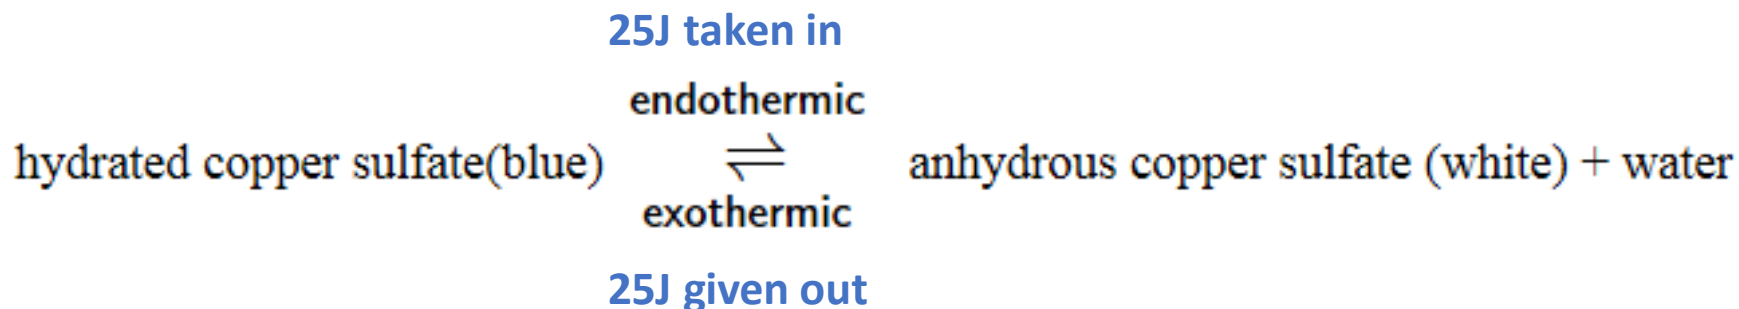 25J taken in
endothermic
hydrated copper sulfate(blue) ⇌ anhydrous copper sulfate (white) + water
exothermic
25J given out